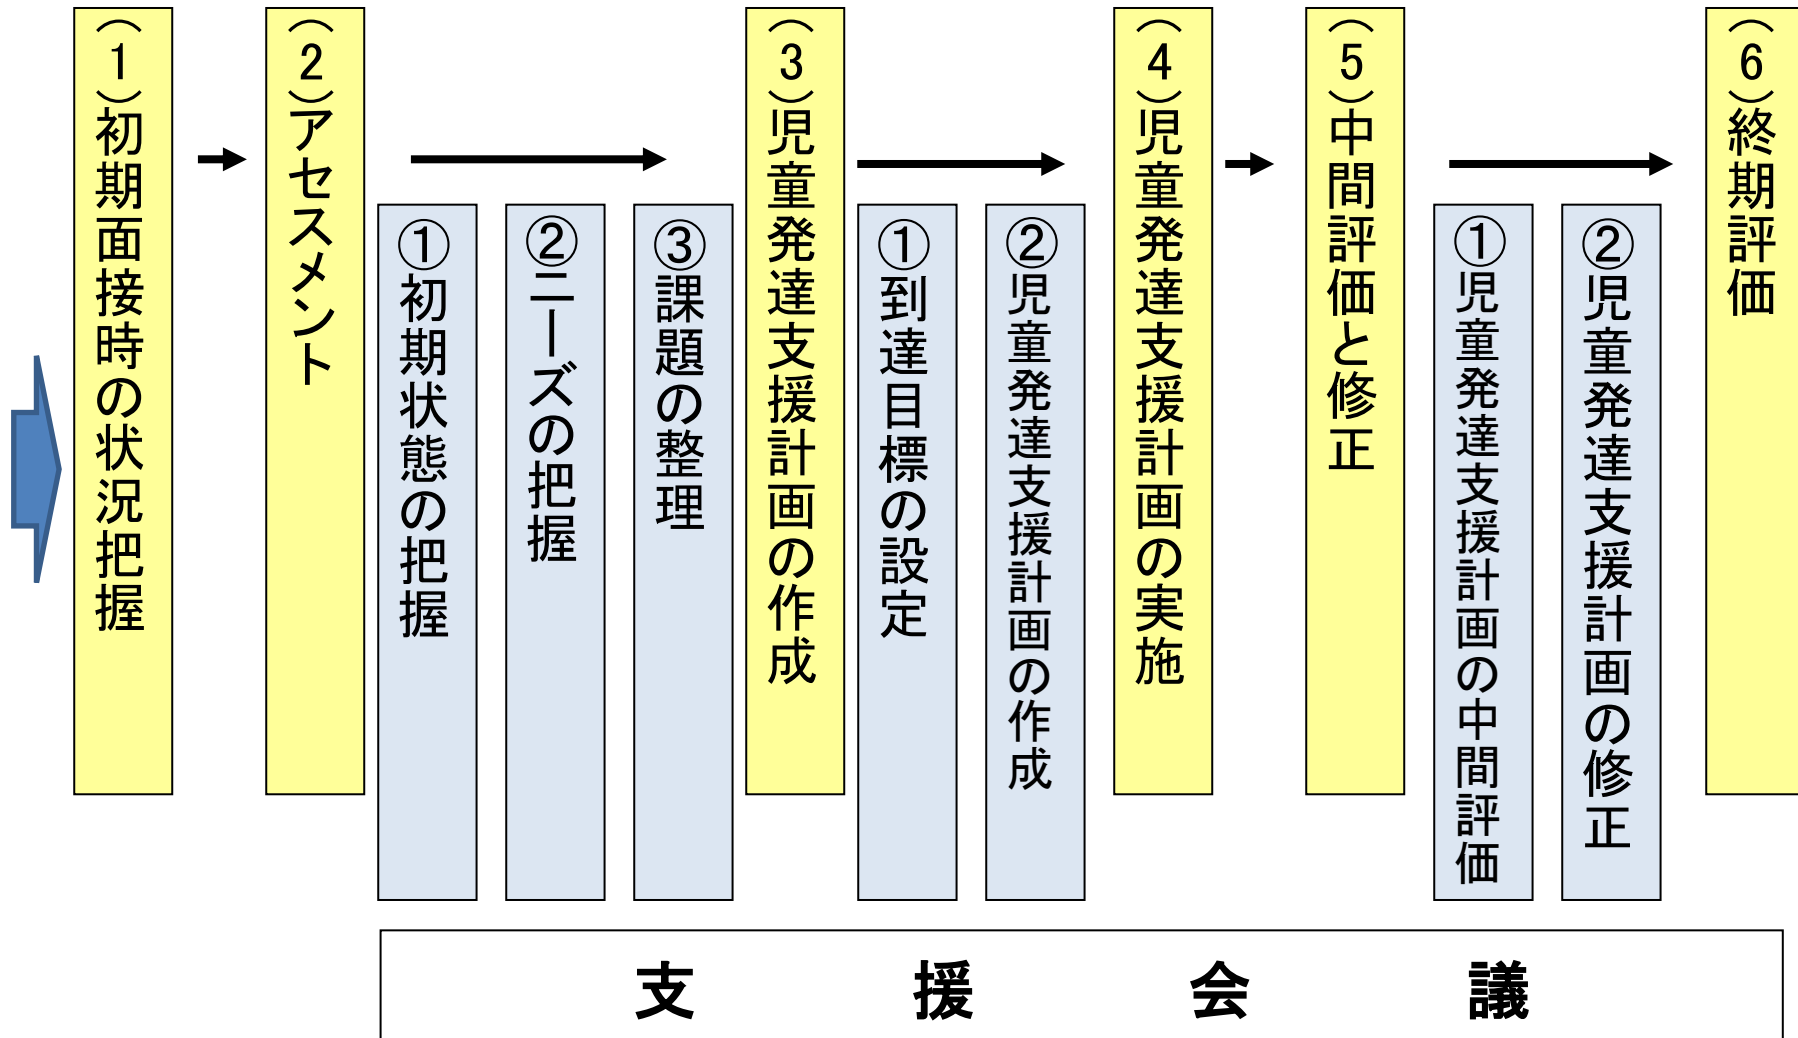 (1)初期面接時の状況把握
(2)アセスメント
①初期状態の把握
②ニーズの把握
③課題の整理
(3)児童発達支援計画の作成
①到達目標の設定
②児童発達支援計画の作成
(4)児童発達支援計画の実施
(5)中間評価と修正
①児童発達支援計画の中間評価
②児童発達支援計画の修正
(6)終期評価
支援会議